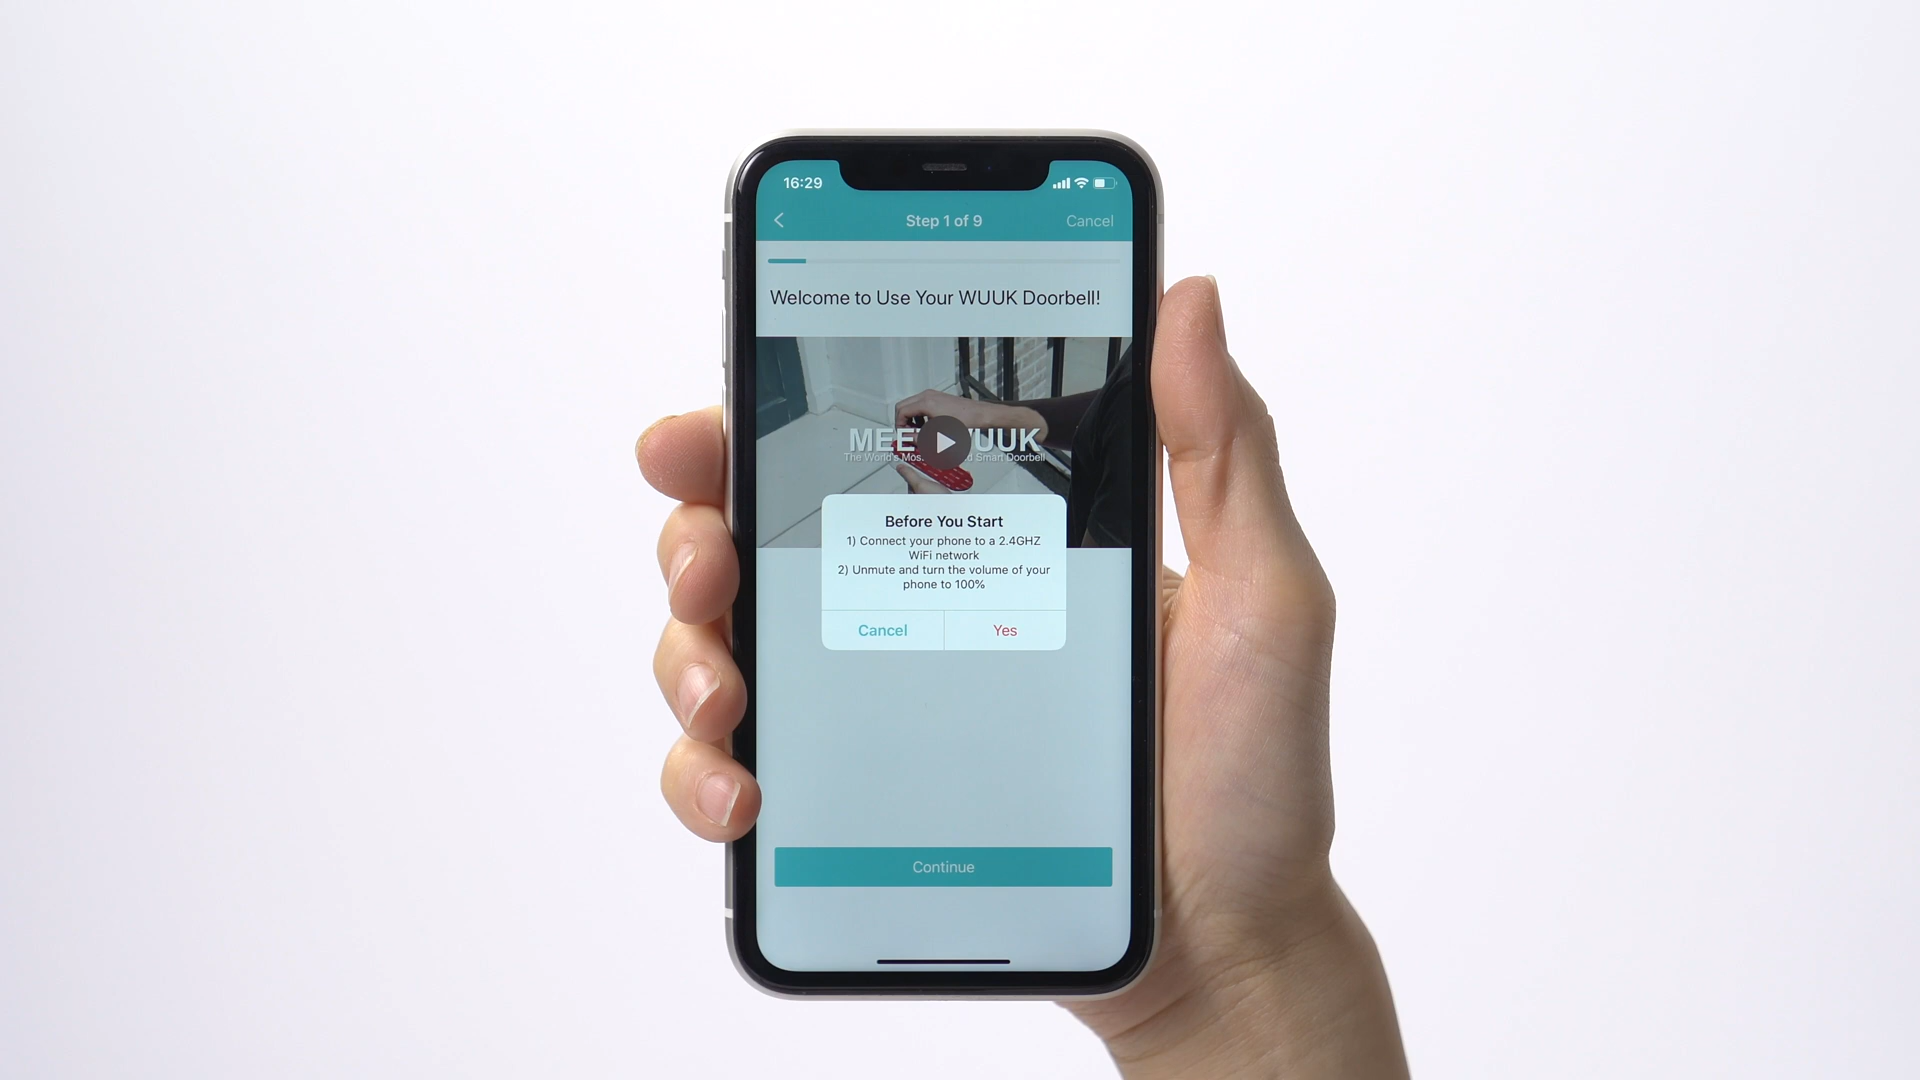 16:29
Step 1 of 9
Cancel
Welcome to Use Your WUUK Doorbell!
MEE UUK
The World's Mos d Smart Doorbell
Before You Start
1) Connect your phone to a 2.4GHZ
WiFi network
2) Unmute and turn the volume of your
phone to 100%
Cancel
Yes
Continue